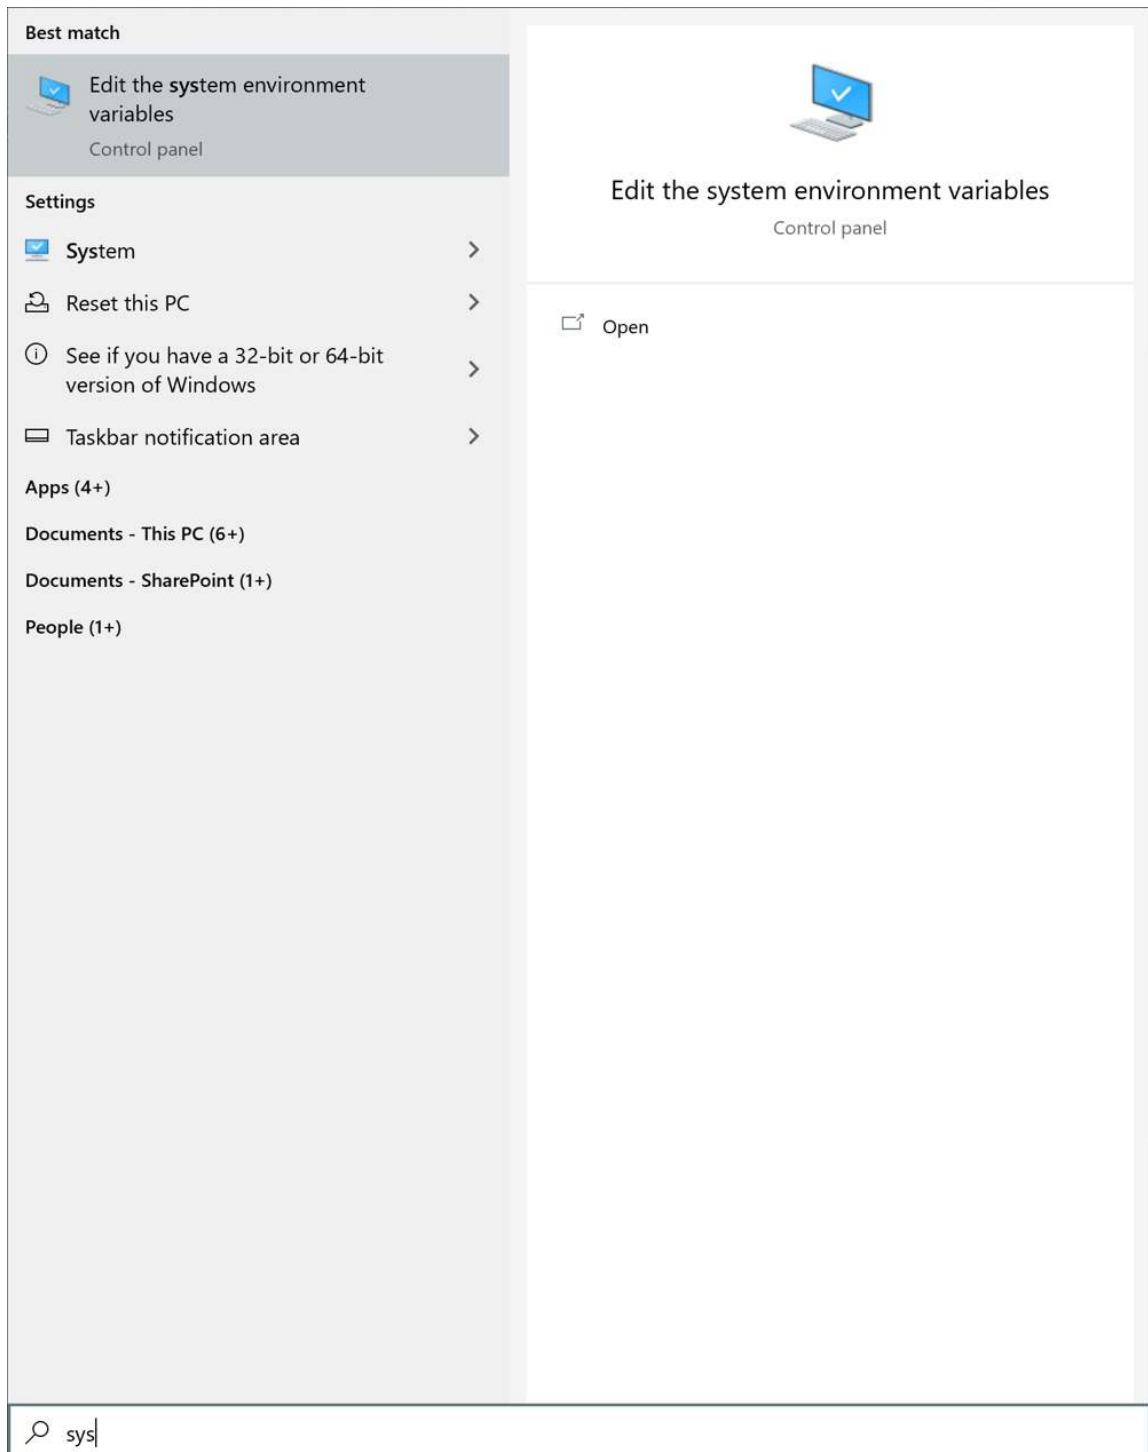 Best match
Edit the system environment
variables
Control panel
Settings
System
Reset this PC
See if you have a 32-bit or 64-bit
version of Windows
Taskbar notification area
Apps (4+)
Documents - This PC (6+)
Documents - SharePoint (1+)
People (1+)
Edit the system environment variables
Control panel
Open
sys